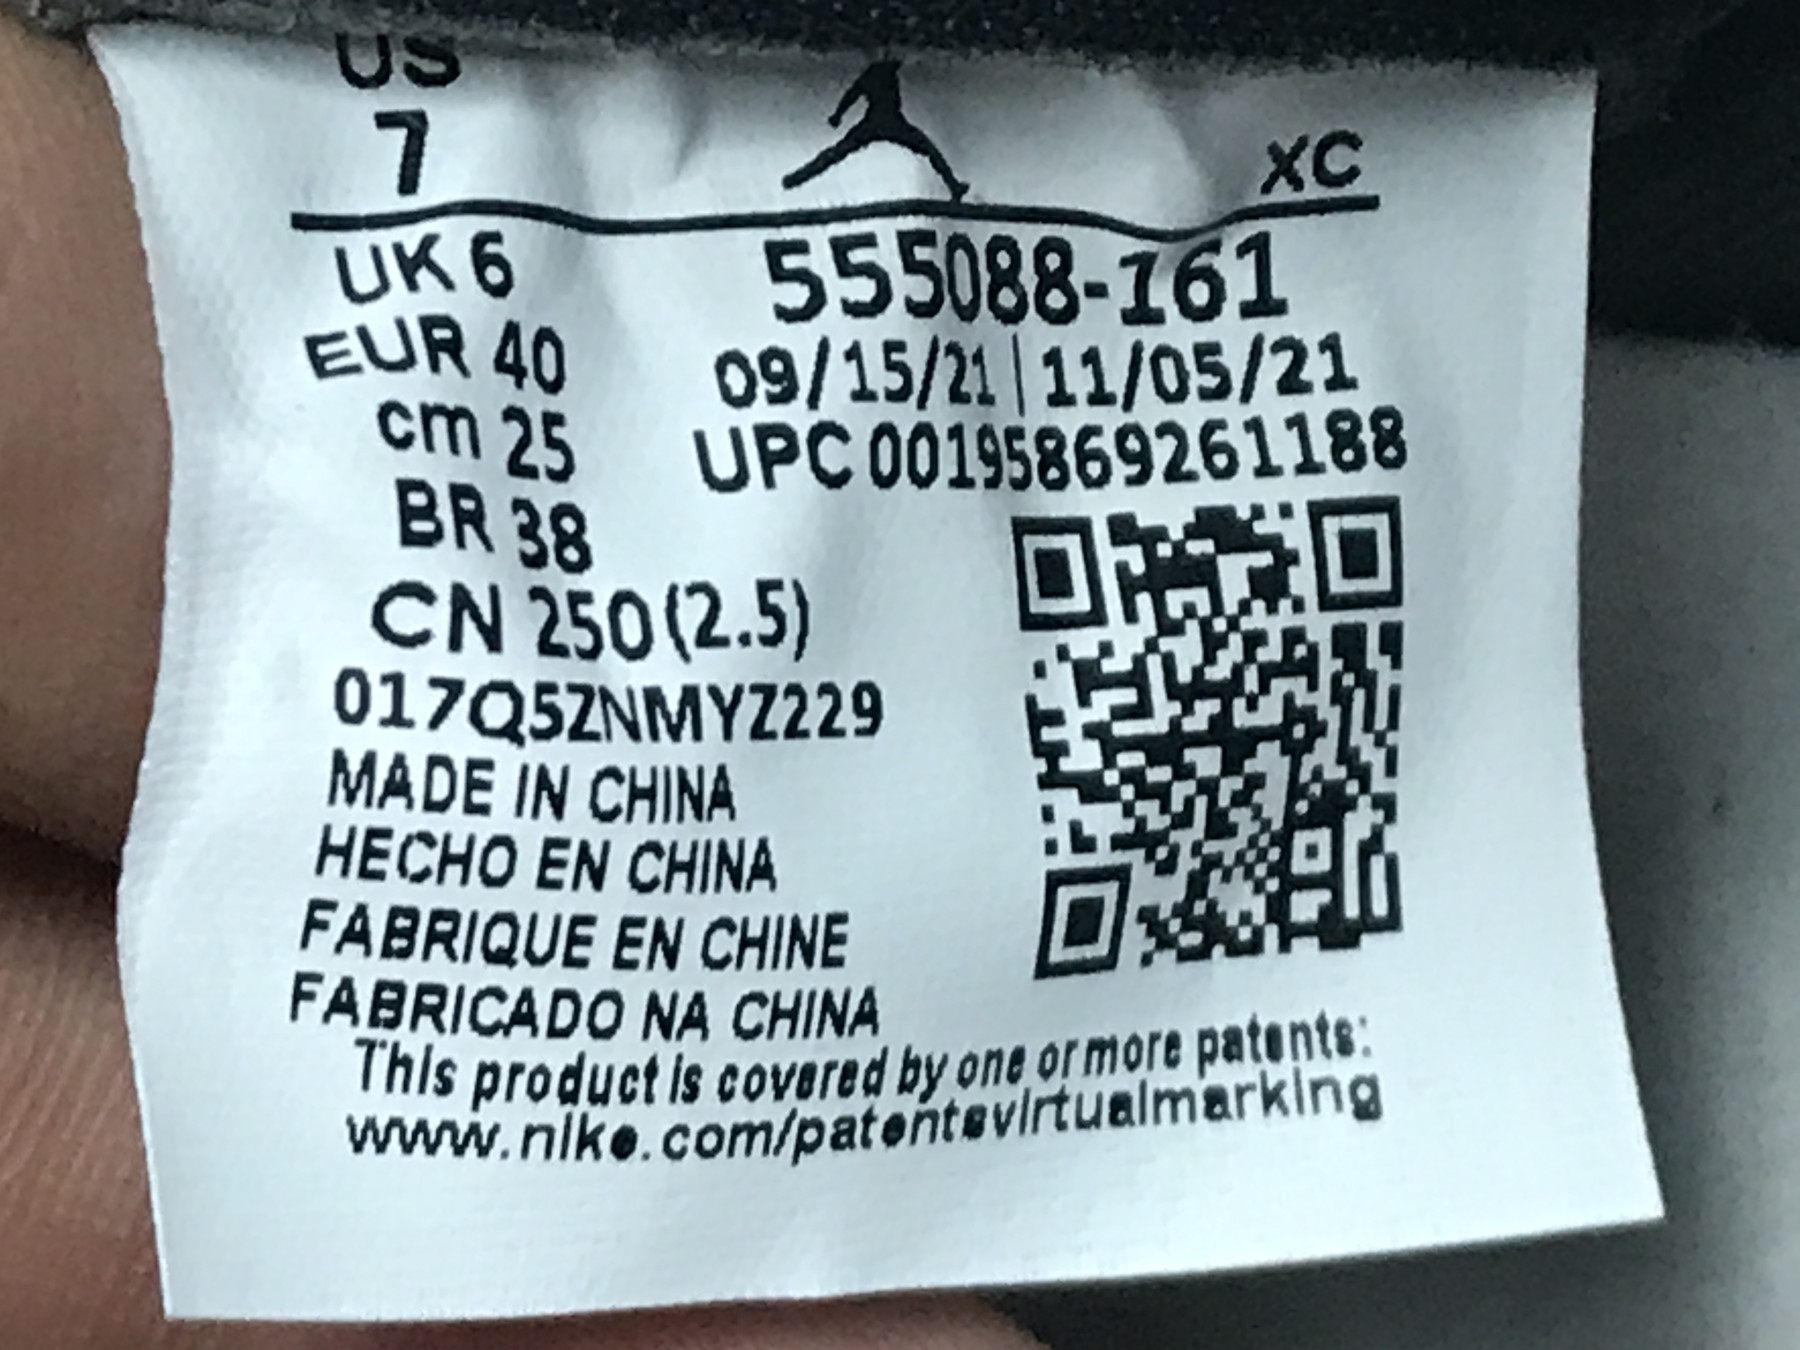 US
7
XC
UK 6
EUR 40
cm 25
BR 38
CN 250(2.5)
555088-161
09/15/21|11/05/21
UPC 00195869261188
017Q5ZNMYZ229
MADE IN CHINA
HECHO EN CHINA
FABRIQUE EN CHINE
FABRICADO NA CHINA
This product is covered by one or more patents:
www.nike.com/patentsvirtualmarking